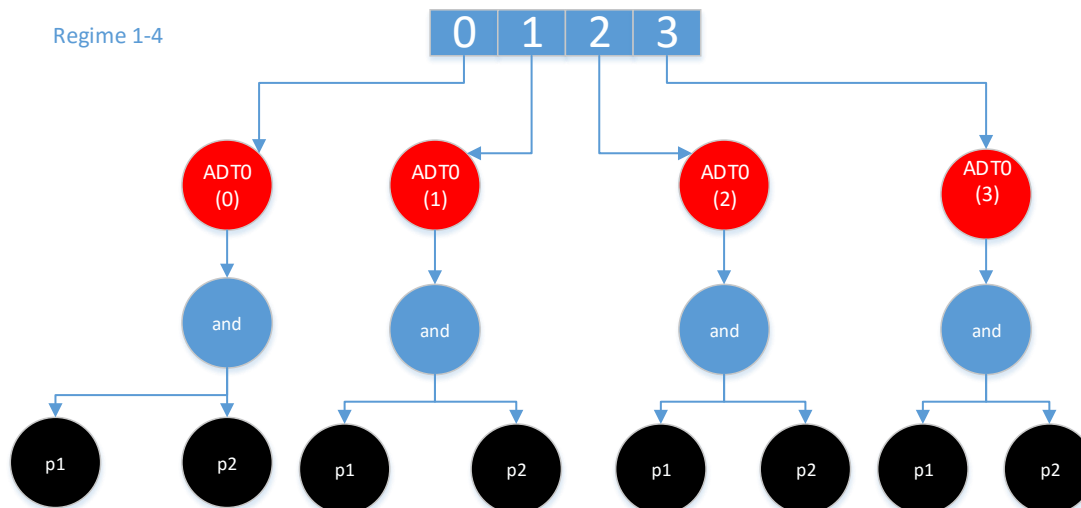 Regime 1-4
0 1 2 3
ADT0
(0)
ADT0
(1)
ADT0
(2)
ADT0
(3)
and
and
and
and
p1
p2
p1
p2
p1
p2
p1
p2